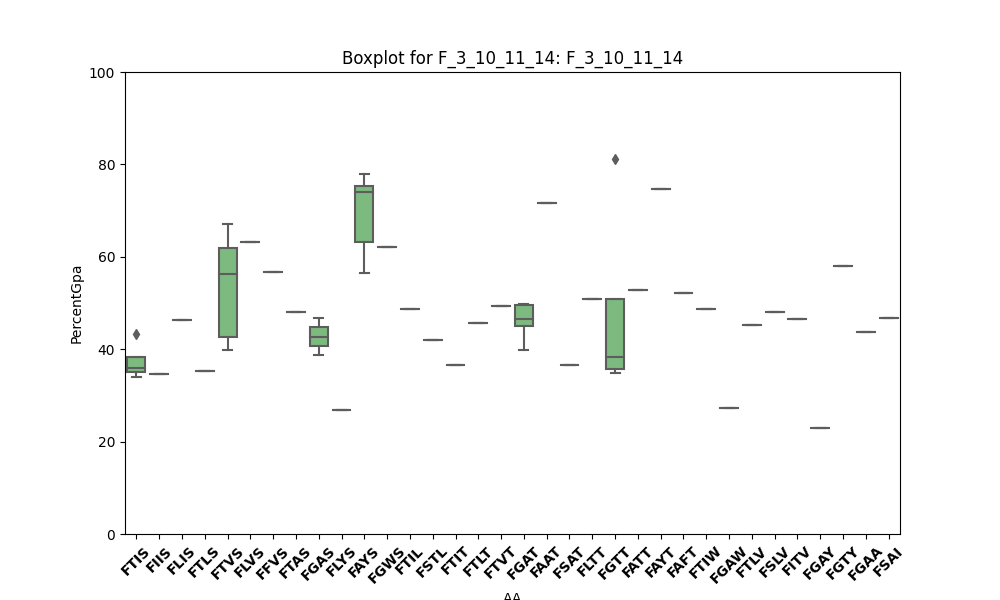 Boxplot for F_3_10_11_14: F_3_10_11_14
100
80
60
40
20
0
PercentGpa
FTIS FIIS FLIS FTLS FTVS FLVS FFVS FTAS FGAS FLYS FAYS FGWS FTIL FSTL FTIT FTLT FTVT FGAT FAAT FSAT FLTT FGTT FATT FAYT FAFT FTIW FGAW FTLV FSLV FITV FGAY FGTY FGAA FSAI
AA